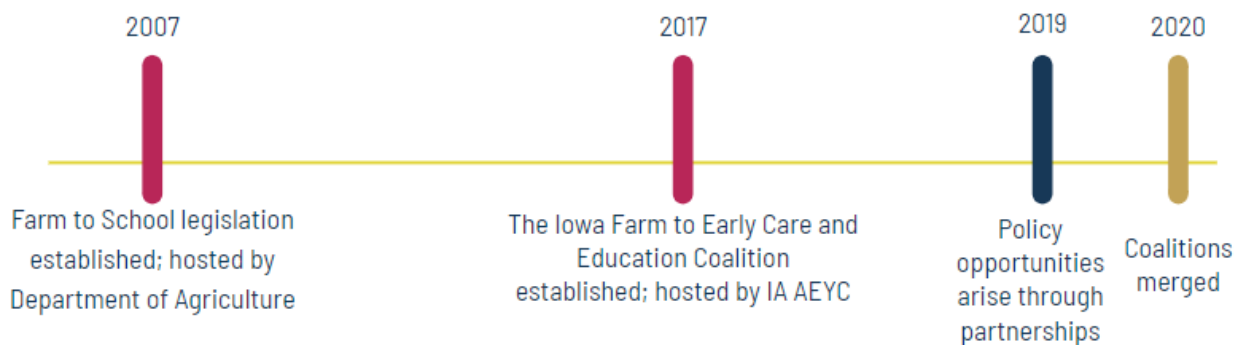 2007
Farm to School legislation
established; hosted by
Department of Agriculture
2017
The Iowa Farm to Early Care and
Education Coalition
established; hosted by IA AEYC
2019
Policy
opportunities
arise through
partnerships
2020
Coalitions
merged